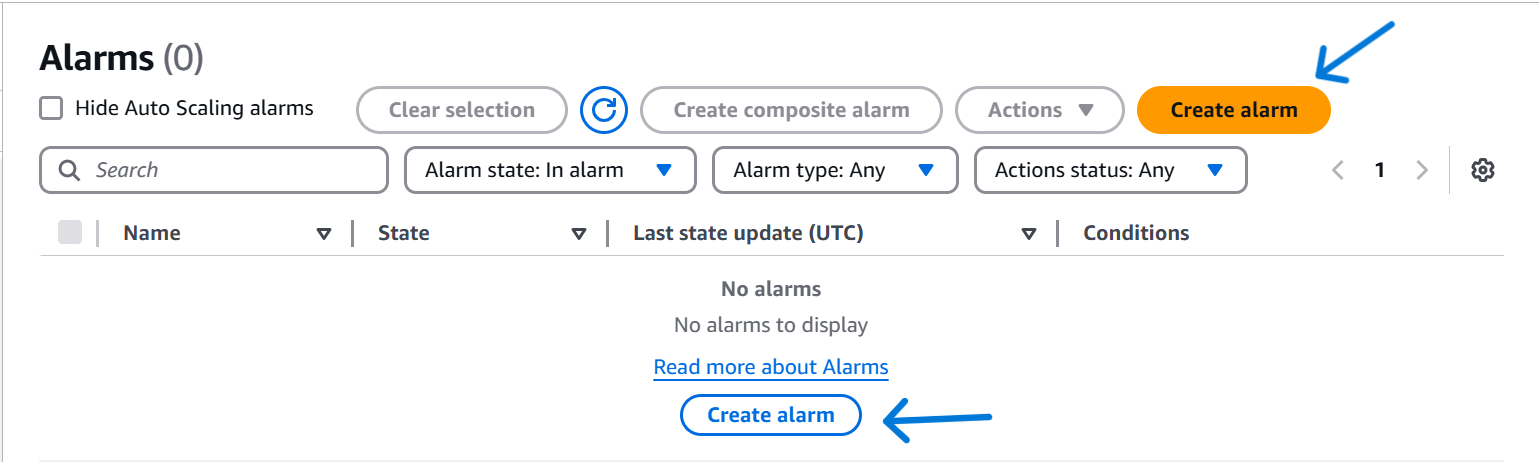 Alarms (0)
Hide Auto Scaling alarms Clear selection Create composite alarm Actions Create alarm
Search Alarm state: In alarm Alarm type: Any Actions status: Any 1
Name State Last state update (UTC) Conditions
No alarms
No alarms to display
Read more about Alarms
Create alarm